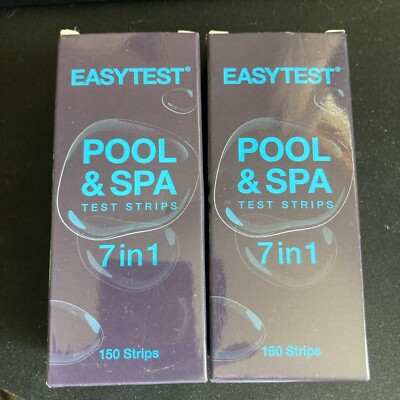 EASYTEST®
POOL
& SPA
TEST STRIPS
7 in 1
150 Strips
EASYTEST®
POOL
& SPA
TEST STRIPS
7 in 1
150 Strips